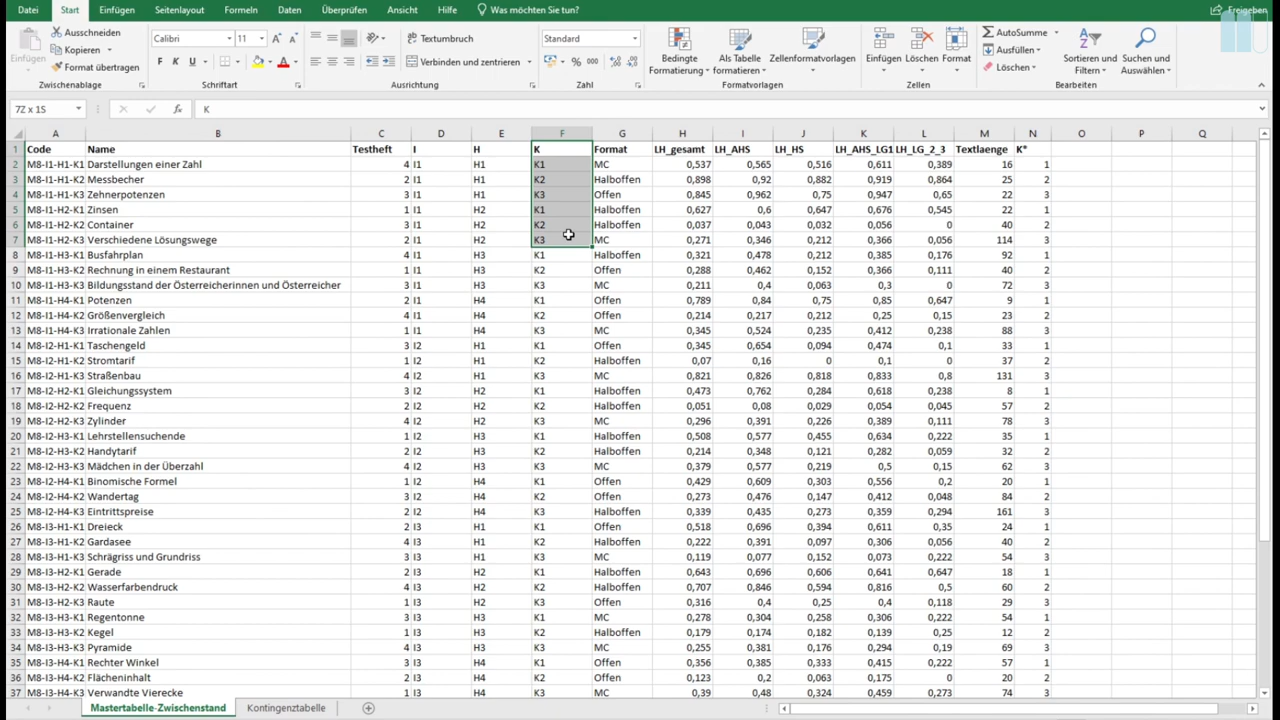 Datei Start Einfügen Seitenlayout Formeln Daten Überprüfen Ansicht Hilfe Was möchten Sie tun? Freigeben
Einfügen Ausschneiden Kopieren Format übertragen Zwischenablage
Calibri 11 F K U Schriftart
Textumbruch Verbinden und zentrieren Ausrichtung
Standard % 000 Zahl
Bedingte Formatierung Als Tabelle formatieren Zellenformatvorlagen Formatvorlagen
Einfügen Löschen Format Zellen
AutoSumme Ausfüllen Löschen Sortieren und Filtern Suchen und Auswählen Bearbeiten
7Z x 1S fx K
A B C D E F G H I J K L M N O P Q
1 Code Name Testheft I H K Format LH_gesamt LH_AHS LH_HS LH_AHS_LG1 LH_LG_2_3 Textlaenge K*
2 M8-I1-H1-K1 Darstellungen einer Zahl 4 I1 H1 K1 MC 0,537 0,565 0,516 0,611 0,389 16 1
3 M8-I1-H1-K2 Messbecher 2 I1 H1 K2 Halboffen 0,898 0,92 0,882 0,919 0,864 25 2
4 M8-I1-H1-K3 Zehnerpotenzen 3 I1 H1 K3 Offen 0,845 0,962 0,75 0,947 0,65 22 3
5 M8-I1-H2-K1 Zinsen 1 I1 H2 K1 Halboffen 0,627 0,6 0,647 0,676 0,545 22 1
6 M8-I1-H2-K2 Container 3 I1 H2 K2 Halboffen 0,037 0,043 0,032 0,056 0 40 2
7 M8-I1-H2-K3 Verschiedene Lösungswege 2 I1 H2 K3 MC 0,271 0,346 0,212 0,366 0,056 114 3
8 M8-I1-H3-K1 Busfahrplan 4 I1 H3 K1 Halboffen 0,321 0,478 0,212 0,385 0,176 92 1
9 M8-I1-H3-K2 Rechnung in einem Restaurant 1 I1 H3 K2 Offen 0,288 0,462 0,152 0,366 0,111 40 2
10 M8-I1-H3-K3 Bildungsstand der Österreicherinnen und Österreicher 3 I1 H3 K3 MC 0,211 0,4 0,063 0,3 0 72 3
11 M8-I1-H4-K1 Potenzen 2 I1 H4 K1 Offen 0,789 0,84 0,75 0,85 0,647 9 1
12 M8-I1-H4-K2 Größenvergleich 4 I1 H4 K2 Offen 0,214 0,217 0,212 0,25 0,15 23 2
13 M8-I1-H4-K3 Irrationale Zahlen 1 I1 H4 K3 MC 0,345 0,524 0,235 0,412 0,238 88 3
14 M8-I2-H1-K1 Taschengeld 3 I2 H1 K1 Offen 0,345 0,654 0,094 0,474 0,1 33 1
15 M8-I2-H1-K2 Stromtarif 1 I2 H1 K2 Halboffen 0,07 0,16 0 0,1 0 37 2
16 M8-I2-H1-K3 Straßenbau 4 I2 H1 K3 MC 0,821 0,826 0,818 0,833 0,8 131 3
17 M8-I2-H2-K1 Gleichungssystem 3 I2 H2 K1 Halboffen 0,473 0,762 0,284 0,618 0,238 8 1
18 M8-I2-H2-K2 Frequenz 2 I2 H2 K2 Halboffen 0,051 0,08 0,029 0,054 0,045 57 2
19 M8-I2-H2-K3 Zylinder 4 I2 H2 K3 MC 0,296 0,391 0,226 0,389 0,111 78 3
20 M8-I2-H3-K1 Lehrstellensuchende 1 I2 H3 K1 Halboffen 0,508 0,577 0,455 0,634 0,222 35 1
21 M8-I2-H3-K2 Handytarif 2 I2 H3 K2 Halboffen 0,214 0,348 0,121 0,282 0,059 32 2
22 M8-I2-H3-K3 Mädchen in der Überzahl 4 I2 H3 K3 MC 0,379 0,577 0,219 0,5 0,15 62 3
23 M8-I2-H4-K1 Binomische Formel 1 I2 H4 K1 Offen 0,429 0,609 0,303 0,556 0,2 20 1
24 M8-I2-H4-K2 Wandertag 3 I2 H4 K2 Offen 0,273 0,476 0,147 0,412 0,048 84 2
25 M8-I2-H4-K3 Eintrittspreise 2 I2 H4 K3 Halboffen 0,339 0,435 0,273 0,359 0,294 161 3
26 M8-I3-H1-K1 Dreieck 2 I3 H1 K1 Offen 0,518 0,696 0,394 0,611 0,35 24 1
27 M8-I3-H1-K2 Gardasee 4 I3 H1 K2 Halboffen 0,222 0,391 0,097 0,306 0,056 40 2
28 M8-I3-H1-K3 Schrägriss und Grundriss 3 I3 H1 K3 MC 0,119 0,077 0,152 0,073 0,222 54 3
29 M8-I3-H2-K1 Gerade 2 I3 H2 K1 Halboffen 0,643 0,696 0,606 0,641 0,647 18 1
30 M8-I3-H2-K2 Wasserfarbendruck 4 I3 H2 K2 Halboffen 0,707 0,846 0,594 0,816 0,5 60 2
31 M8-I3-H2-K3 Raute 1 I3 H2 K3 Offen 0,316 0,4 0,25 0,4 0,118 29 3
32 M8-I3-H3-K1 Regentonne 3 I3 H3 K1 MC 0,278 0,304 0,258 0,306 0,222 54 1
33 M8-I3-H3-K2 Kegel 1 I3 H3 K2 Halboffen 0,179 0,174 0,182 0,139 0,25 12 2
34 M8-I3-H3-K3 Pyramide 4 I3 H3 K3 MC 0,255 0,381 0,176 0,294 0,19 69 3
35 M8-I3-H4-K1 Rechter Winkel 3 I3 H4 K1 Offen 0,356 0,415 0,333 0,415 0,222 57 1
36 M8-I3-H4-K2 Flächeninhalt 2 I3 H4 K2 Offen 0,123 0,2 0,063 0,175 0 20 2
37 M8-I3-H4-K3 Verwandte Vierecke 1 I3 H4 K3 MC 0,39 0,48 0,324 0,459 0,273 74 3
Mastertabelle-Zwischenstand Kontingenztabelle